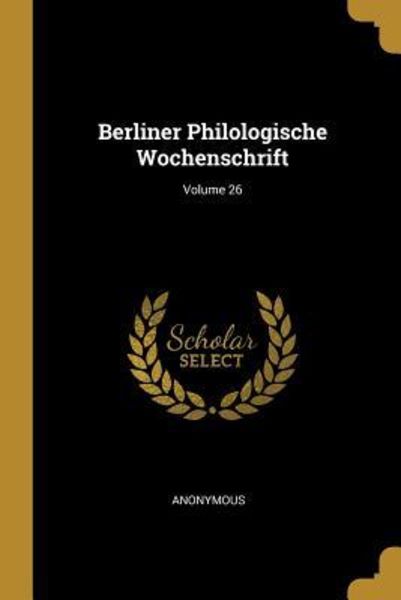 Berliner Philologische
Wochenschrift
Volume 26
Scholar
SELECT
ANONYMOUS